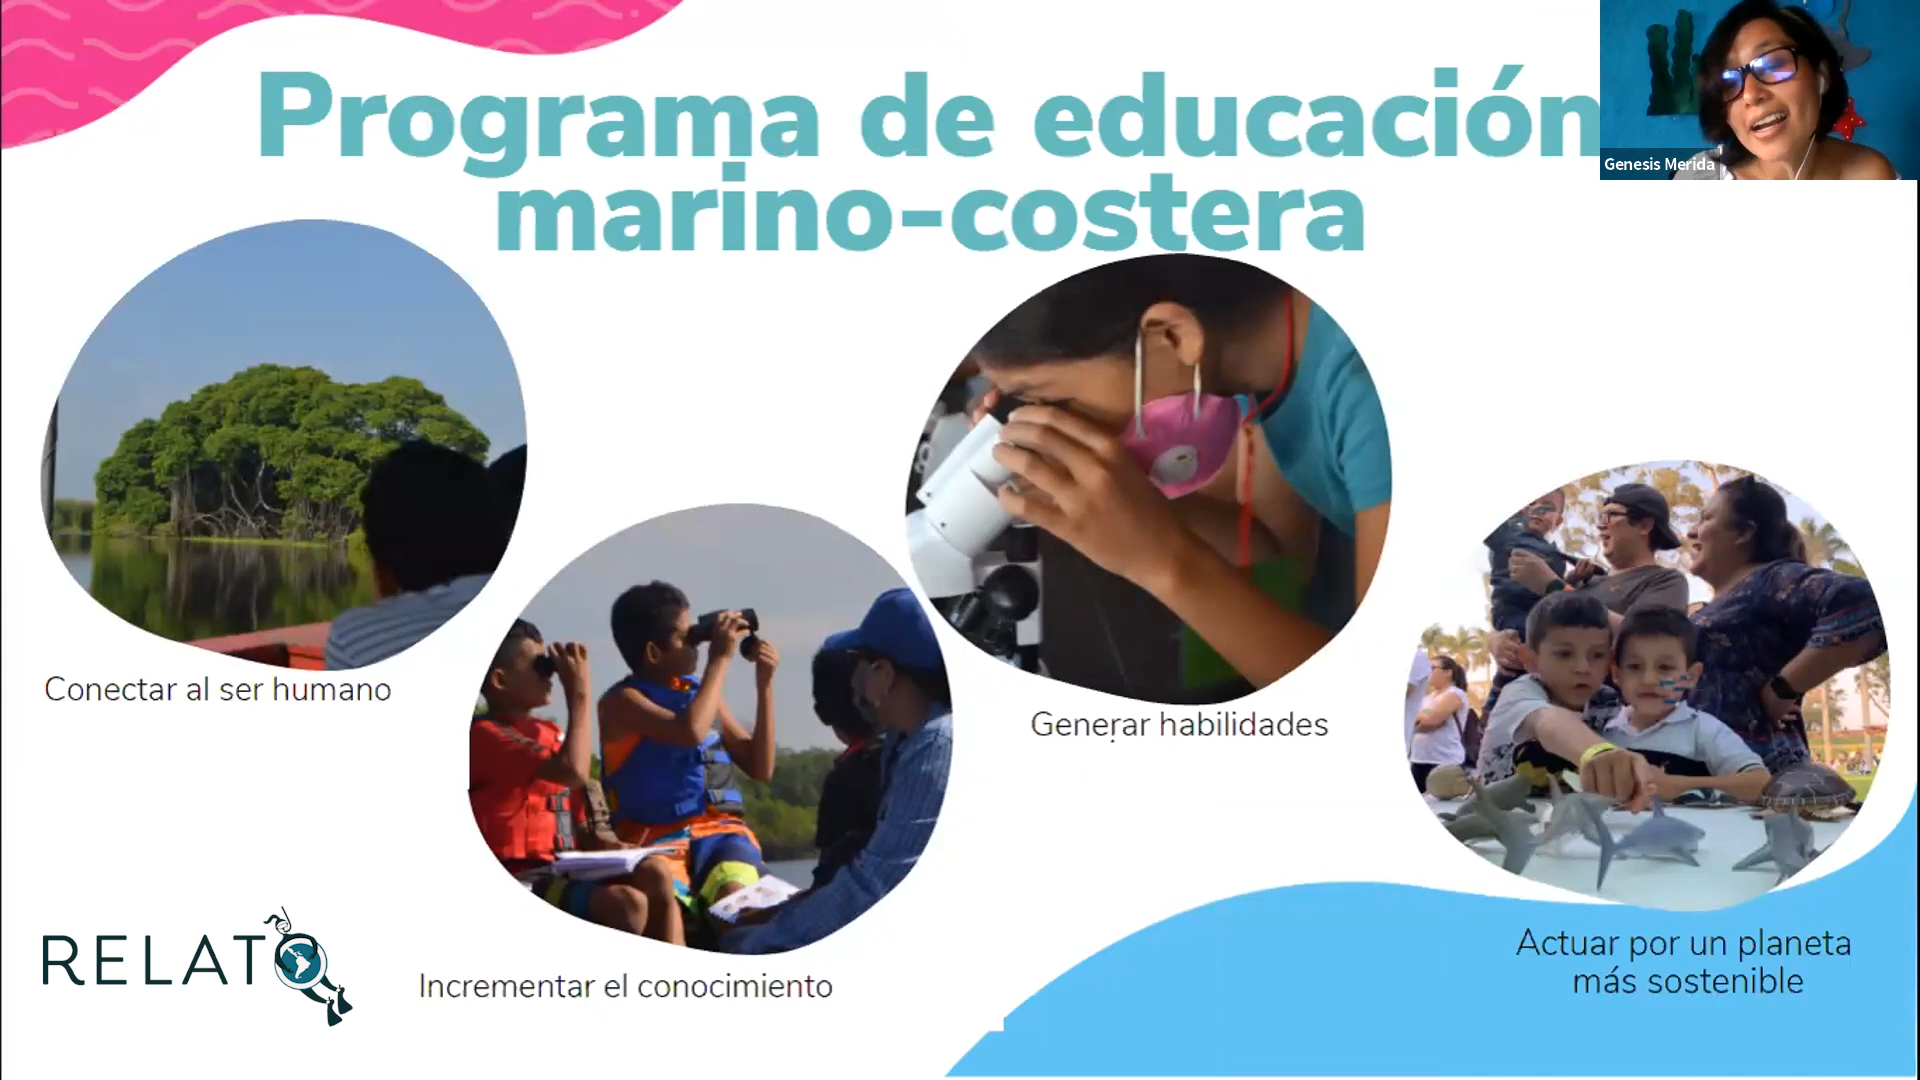 Programa de educación
marino-costera
Genesis Merida
Conectar al ser humano
Generar habilidades
Incrementar el conocimiento
Actuar por un planeta
más sostenible
RELATO